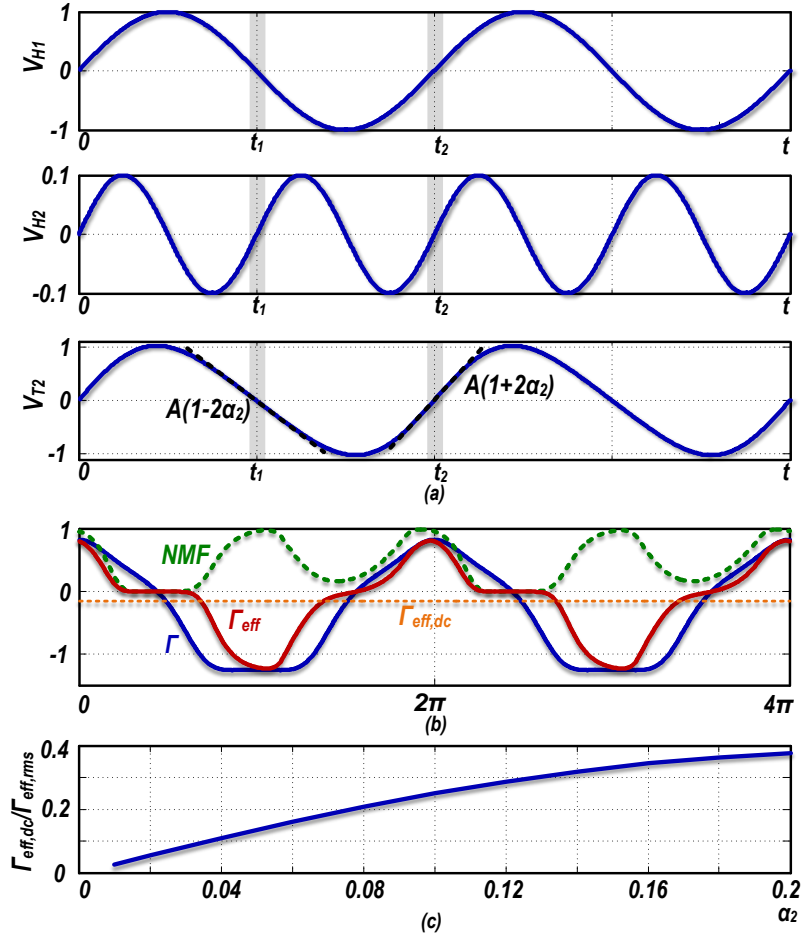 1
0
-1
V_H1
0
t_1
t_2
t
0.1
0
-0.1
V_H2
0
t_1
t_2
t
1
0
-1
V_T2
A(1-2α_2)
A(1+2α_2)
0
t_1
t_2
t
(a)
1
0
-1
NMF
Γ
Γ_eff
Γ_eff,dc
0
2π
4π
(b)
0.4
0.2
0
Γ_eff,dc/Γ_eff,rms
0
0.04
0.08
0.12
0.16
0.2
α_2
(c)